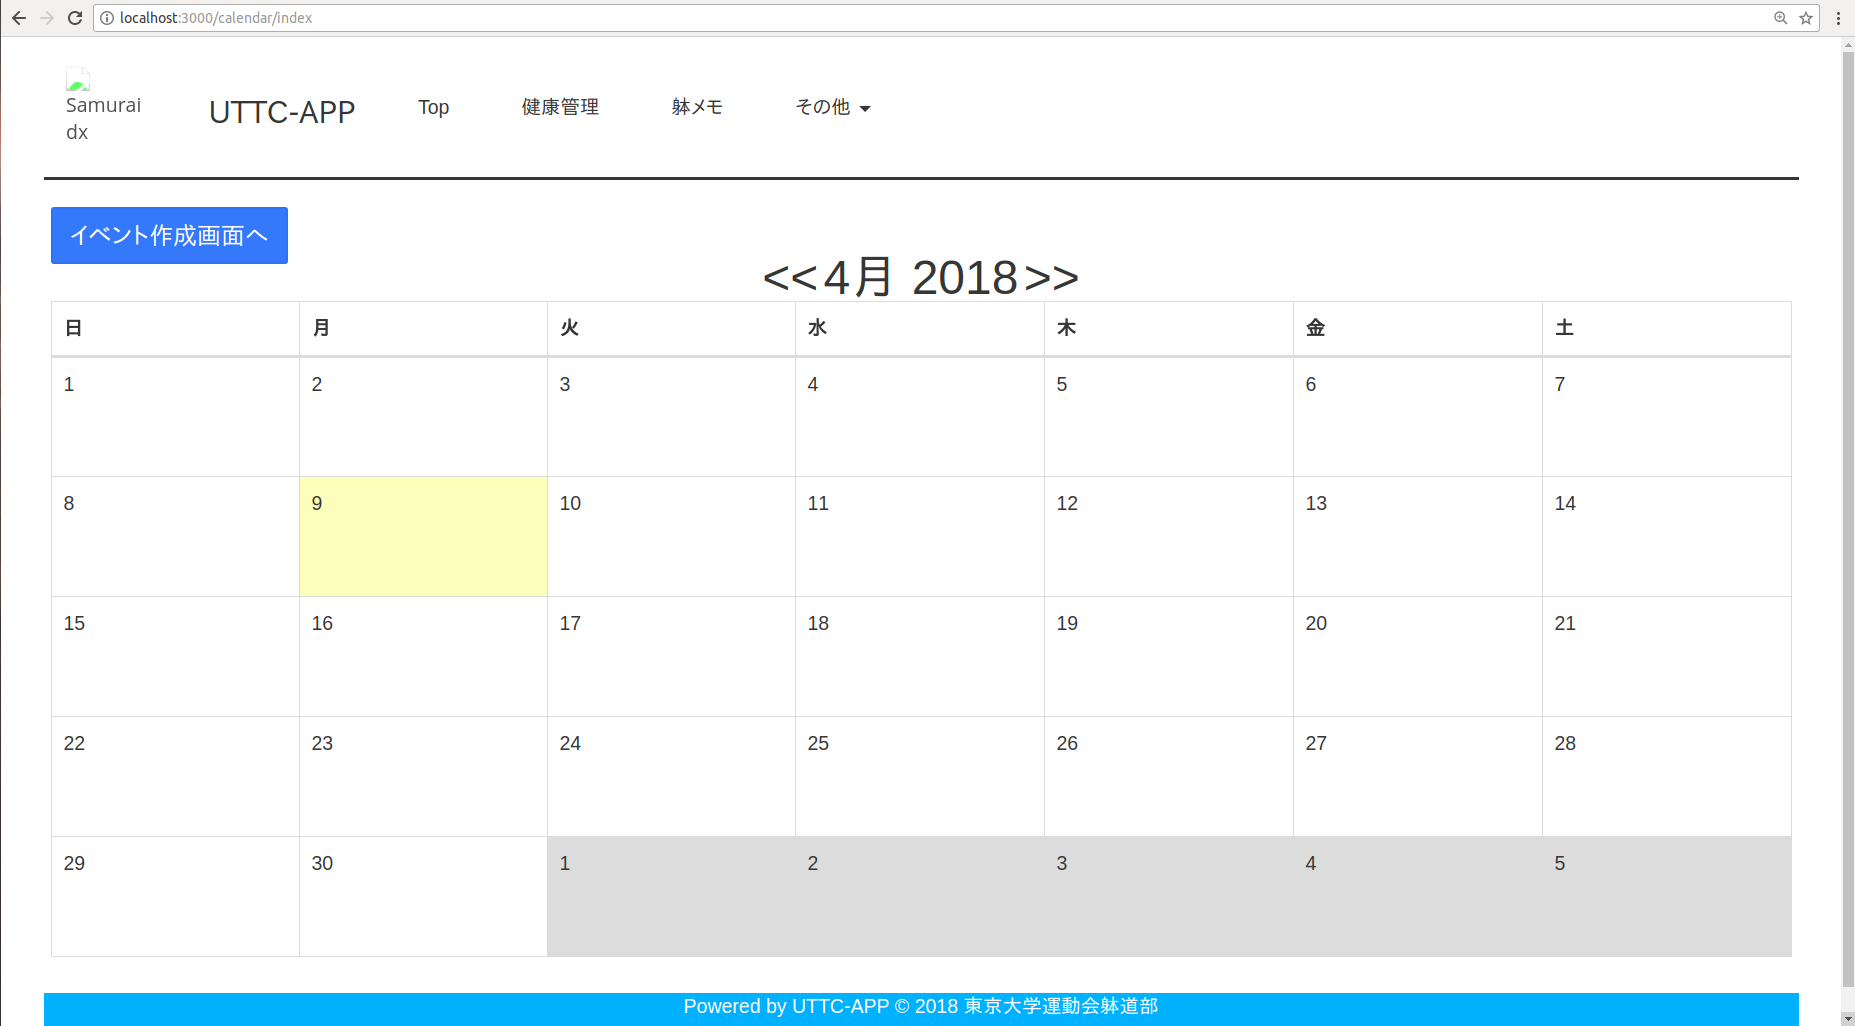 localhost:3000/calendar/index
Samurai
dx
UTTC-APP
Top
健康管理
躰メモ
その他
イベント作成画面へ
<<4月 2018>>
日 月 火 水 木 金 土
1 2 3 4 5 6 7
8 9 10 11 12 13 14
15 16 17 18 19 20 21
22 23 24 25 26 27 28
29 30 1 2 3 4 5
Powered by UTTC-APP © 2018 東京大学運動会躰道部